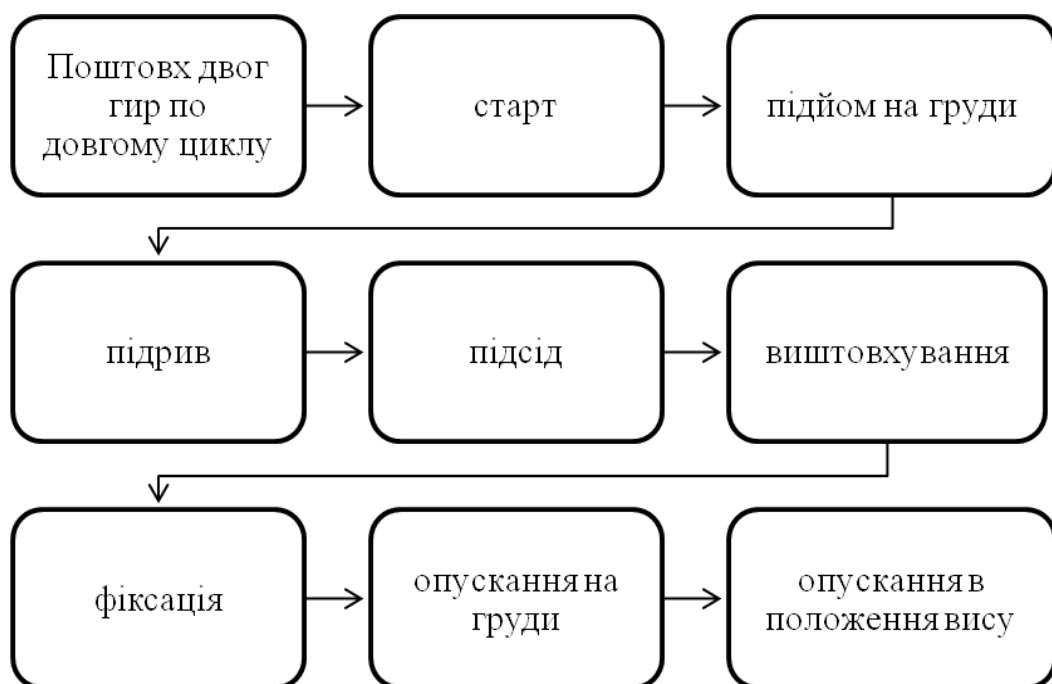 Поштовх двог
гир по
довгому циклу
старт
підйом на груди
підрив
підсід
виштовхування
фіксація
опускання на
груди
опускання в
положення вису